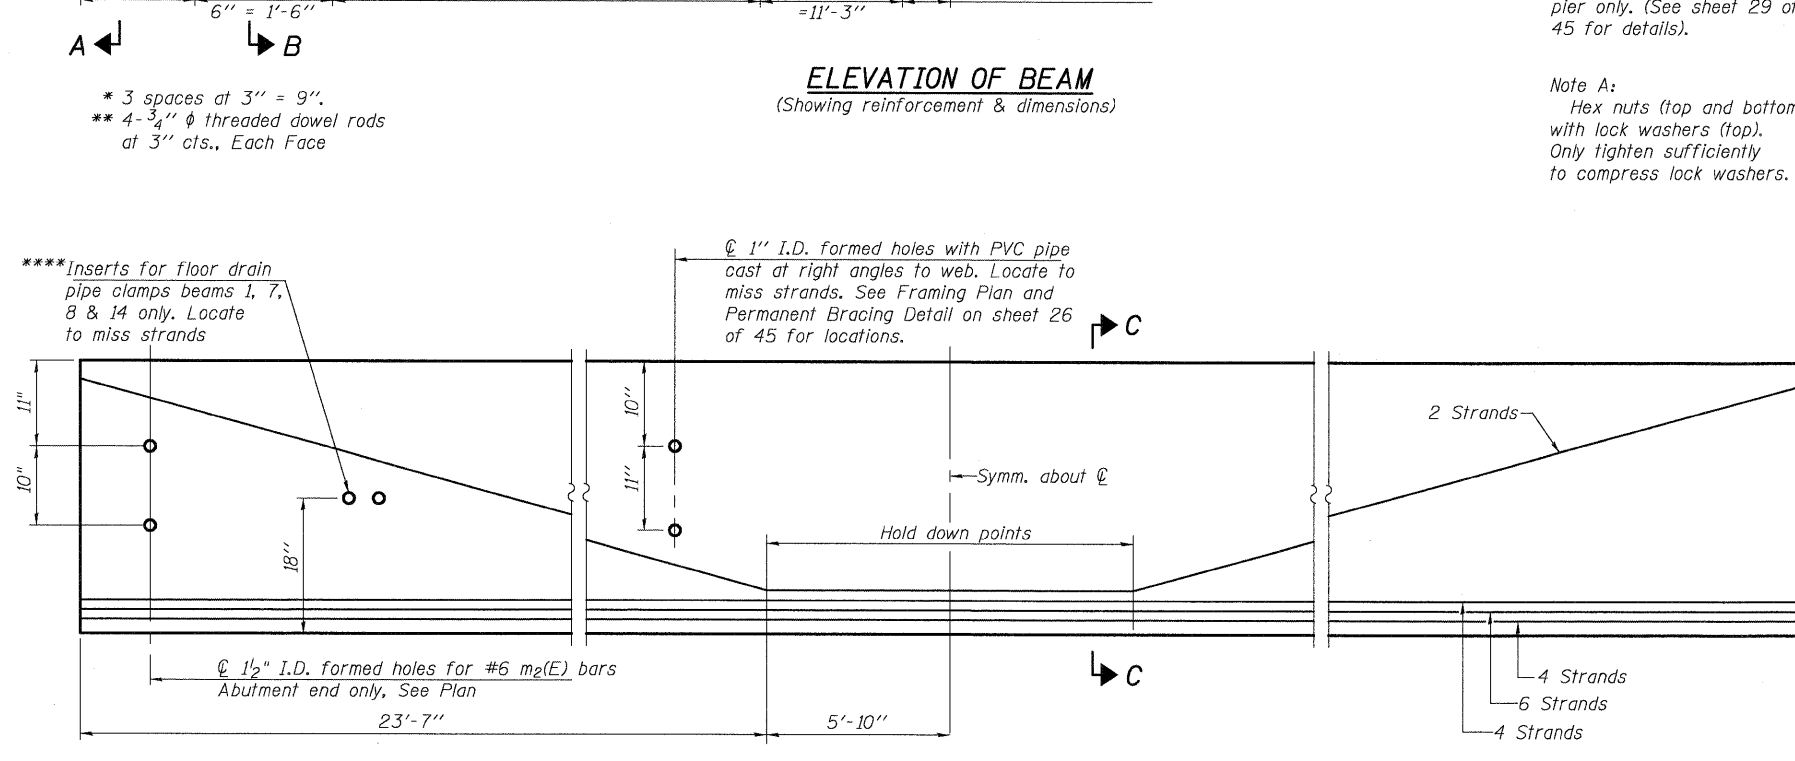 6" = 1'-6"
=11'-3"
pier only. (See sheet 29 of
45 for details).
A
B
ELEVATION OF BEAM
(Showing reinforcement & dimensions)
* 3 spaces at 3" = 9".
** 4-3/4" ϕ threaded dowel rods
at 3" cts., Each Face
Note A:
Hex nuts (top and bottom
with lock washers (top).
Only tighten sufficiently
to compress lock washers.
****Inserts for floor drain
pipe clamps beams 1, 7,
8 & 14 only. Locate
to miss strands
℄ 1" I.D. formed holes with PVC pipe
cast at right angles to web. Locate to
miss strands. See Framing Plan and
Permanent Bracing Detail on sheet 26
of 45 for locations.
C
11"
10"
10"
11"
18"
2 Strands
Symm. about ℄
Hold down points
℄ 1½" I.D. formed holes for #6 m₂(E) bars
Abutment end only, See Plan
C
4 Strands
6 Strands
4 Strands
23'-7"
5'-10"